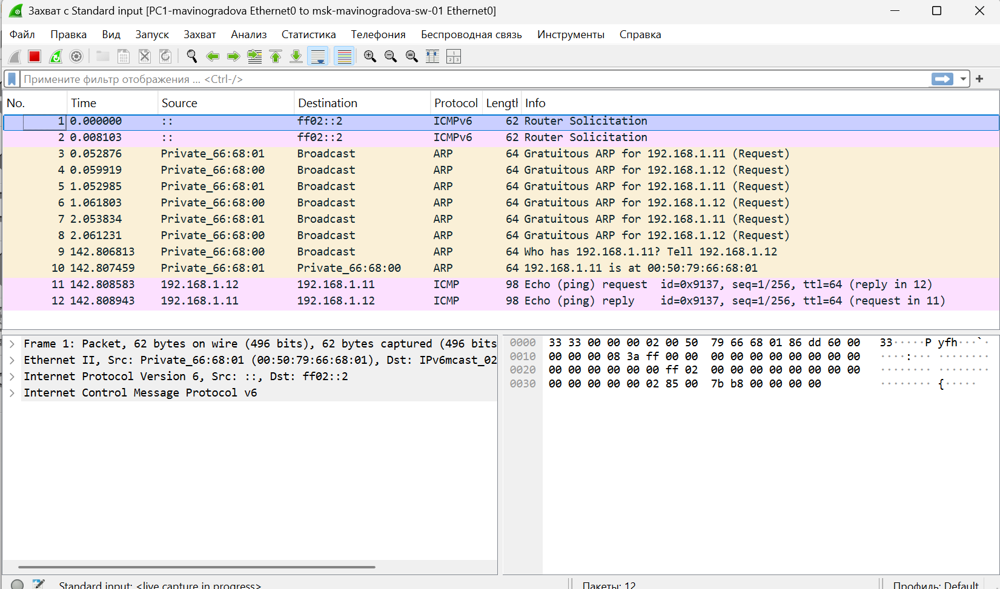 Захват с Standard input [PC1-mavinogradova Ethernet0 to msk-mavinogradova-sw-01 Ethernet0]
Файл Правка Вид Запуск Захват Анализ Статистика Телефония Беспроводная связь Инструменты Справка
Примените фильтр отображения ... <Ctrl-/>
No. Time Source Destination Protocol Length Info
1 0.000000 :: ff02::2 ICMPv6 62 Router Solicitation
2 0.008103 :: ff02::2 ICMPv6 62 Router Solicitation
3 0.052876 Private_66:68:01 Broadcast ARP 64 Gratuitous ARP for 192.168.1.11 (Request)
4 0.059919 Private_66:68:00 Broadcast ARP 64 Gratuitous ARP for 192.168.1.12 (Request)
5 1.052985 Private_66:68:01 Broadcast ARP 64 Gratuitous ARP for 192.168.1.11 (Request)
6 1.061803 Private_66:68:00 Broadcast ARP 64 Gratuitous ARP for 192.168.1.12 (Request)
7 2.053834 Private_66:68:01 Broadcast ARP 64 Gratuitous ARP for 192.168.1.11 (Request)
8 2.061231 Private_66:68:00 Broadcast ARP 64 Gratuitous ARP for 192.168.1.12 (Request)
9 142.806813 Private_66:68:00 Broadcast ARP 64 Who has 192.168.1.11? Tell 192.168.1.12
10 142.807459 Private_66:68:01 Private_66:68:00 ARP 64 192.168.1.11 is at 00:50:79:66:68:01
11 142.808583 192.168.1.12 192.168.1.11 ICMP 98 Echo (ping) request id=0x9137, seq=1/256, ttl=64 (reply in 12)
12 142.808943 192.168.1.11 192.168.1.12 ICMP 98 Echo (ping) reply id=0x9137, seq=1/256, ttl=64 (request in 11)
Frame 1: Packet, 62 bytes on wire (496 bits), 62 bytes captured (496 bits
Ethernet II, Src: Private_66:68:01 (00:50:79:66:68:01), Dst: IPv6mcast_02
Internet Protocol Version 6, Src: ::, Dst: ff02::2
Internet Control Message Protocol v6
0000 33 33 00 00 00 02 00 50 79 66 68 01 86 dd 60 00 33·····P yfh···`·
0010 00 00 00 08 3a ff 00 00 00 00 00 00 00 00 00 00 ····:··· ········
0020 00 00 00 00 00 00 ff 02 00 00 00 00 00 00 00 00 ········ ········
0030 00 00 00 00 00 02 85 00 7b b8 00 00 00 00 ········ {·····
Standard input: <live capture in progress> Пакеты: 12 Профиль: Default